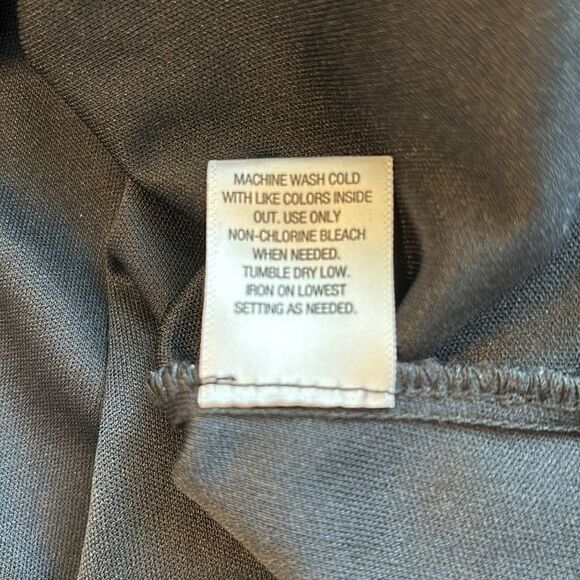 MACHINE WASH COLD
WITH LIKE COLORS INSIDE
OUT. USE ONLY
NON-CHLORINE BLEACH
WHEN NEEDED.
TUMBLE DRY LOW.
IRON ON LOWEST
SETTING AS NEEDED.